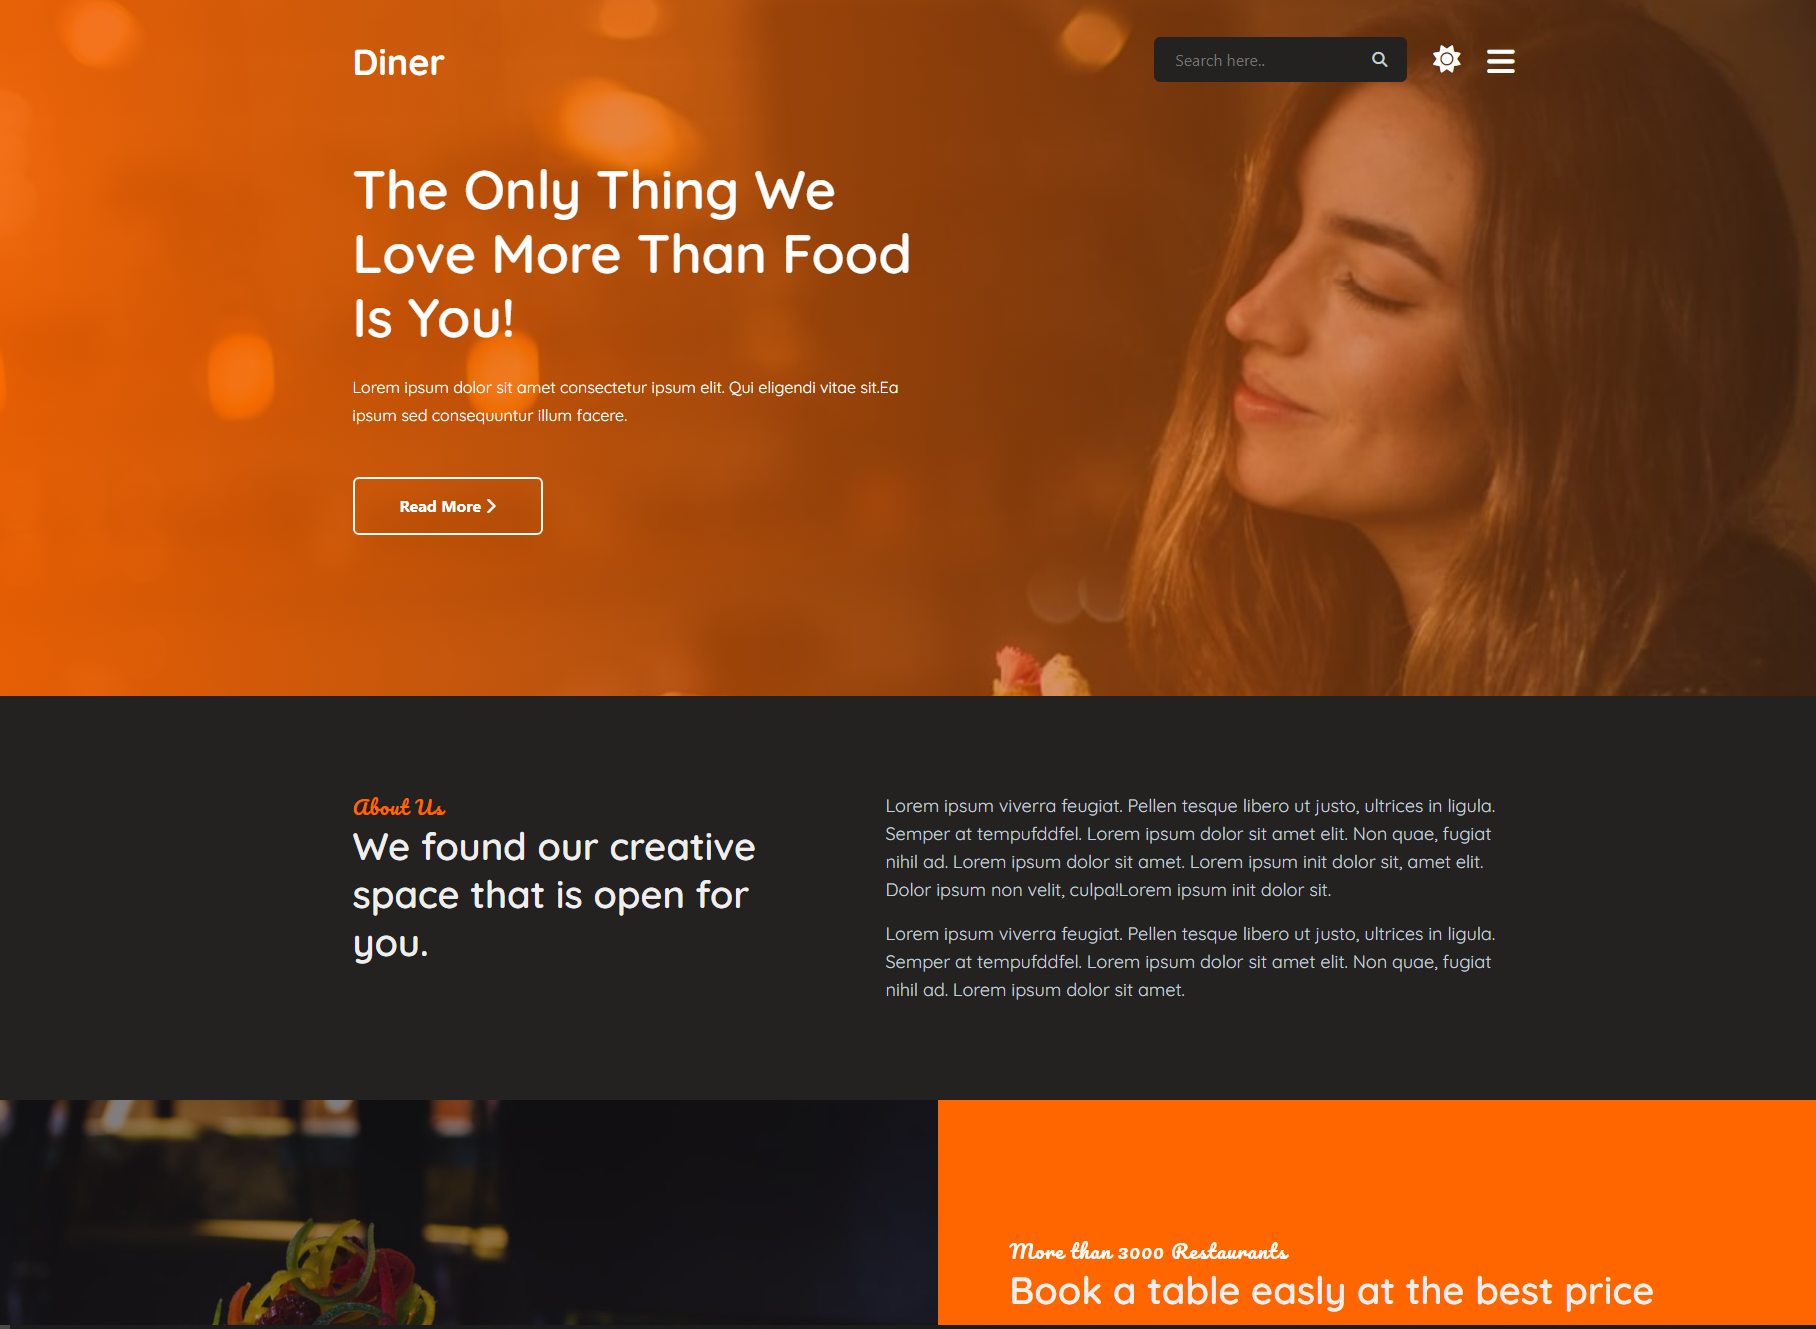 Diner
Search here..
The Only Thing We
Love More Than Food
Is You!
Lorem ipsum dolor sit amet consectetur ipsum elit. Qui eligendi vitae sit.Ea
ipsum sed consequuntur illum facere.
Read More
About Us
We found our creative
space that is open for
you.
Lorem ipsum viverra feugiat. Pellen tesque libero ut justo, ultrices in ligula.
Semper at tempufddfel. Lorem ipsum dolor sit amet elit. Non quae, fugiat
nihil ad. Lorem ipsum dolor sit amet. Lorem ipsum init dolor sit, amet elit.
Dolor ipsum non velit, culpa!Lorem ipsum init dolor sit.
Lorem ipsum viverra feugiat. Pellen tesque libero ut justo, ultrices in ligula.
Semper at tempufddfel. Lorem ipsum dolor sit amet elit. Non quae, fugiat
nihil ad. Lorem ipsum dolor sit amet.
More than 3000 Restaurants
Book a table easly at the best price